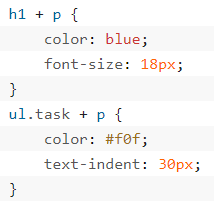 h1 + p {
    color: blue;
    font-size: 18px;
}
ul.task + p {
    color: #f0f;
    text-indent: 30px;
}